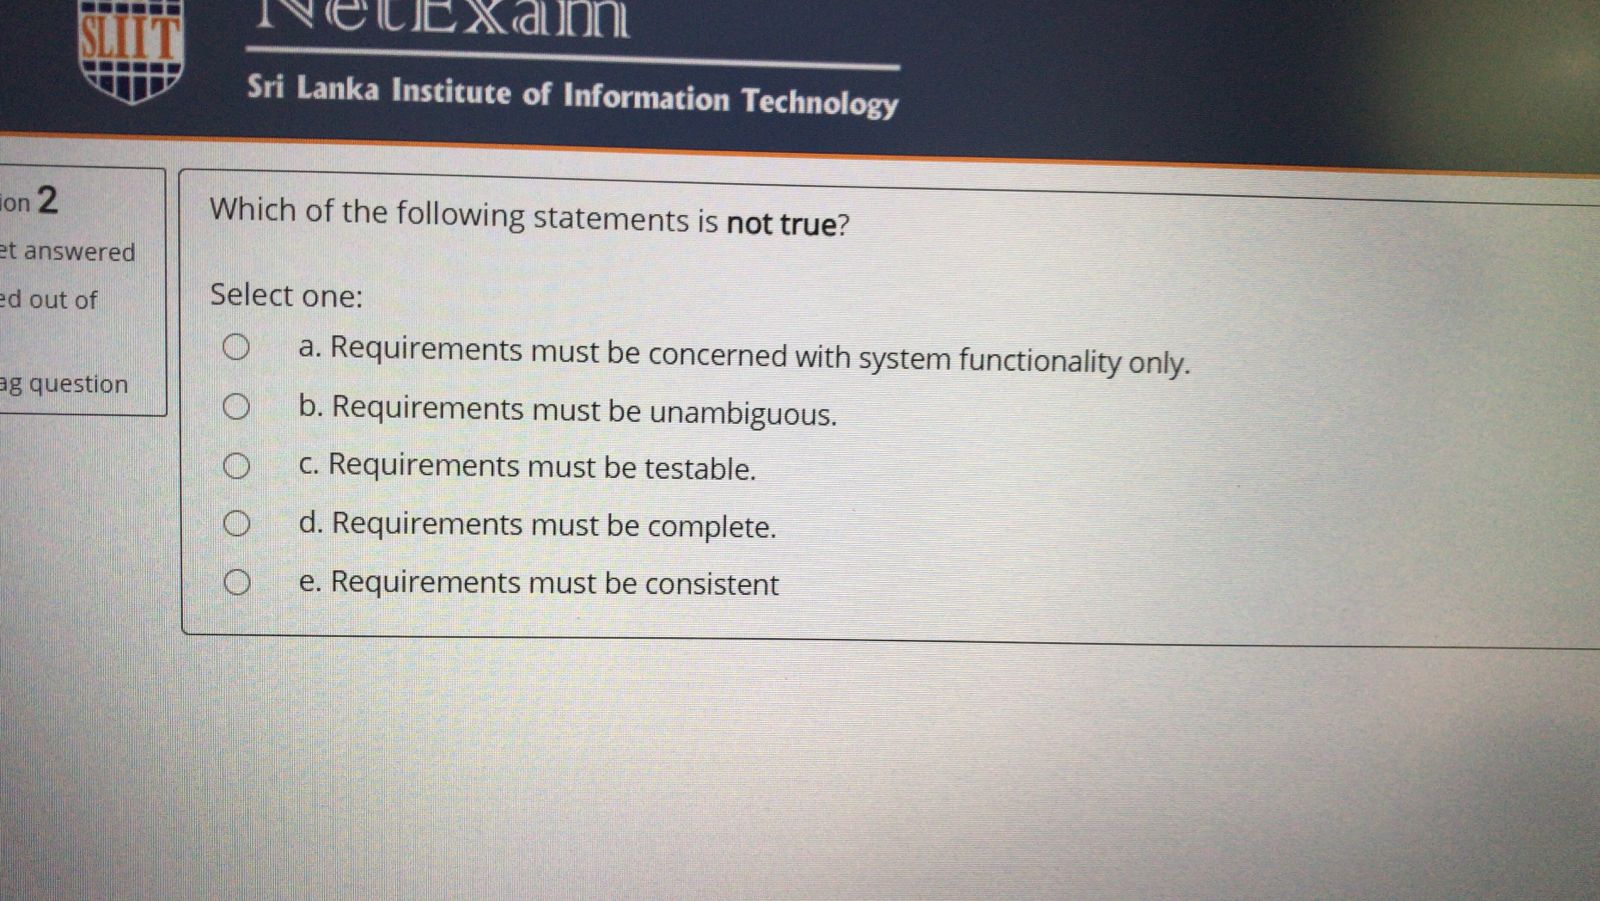 SLIIT
NetExam
Sri Lanka Institute of Information Technology
ion 2
et answered
ed out of
ag question
Which of the following statements is not true?
Select one:
a. Requirements must be concerned with system functionality only.
b. Requirements must be unambiguous.
c. Requirements must be testable.
d. Requirements must be complete.
e. Requirements must be consistent